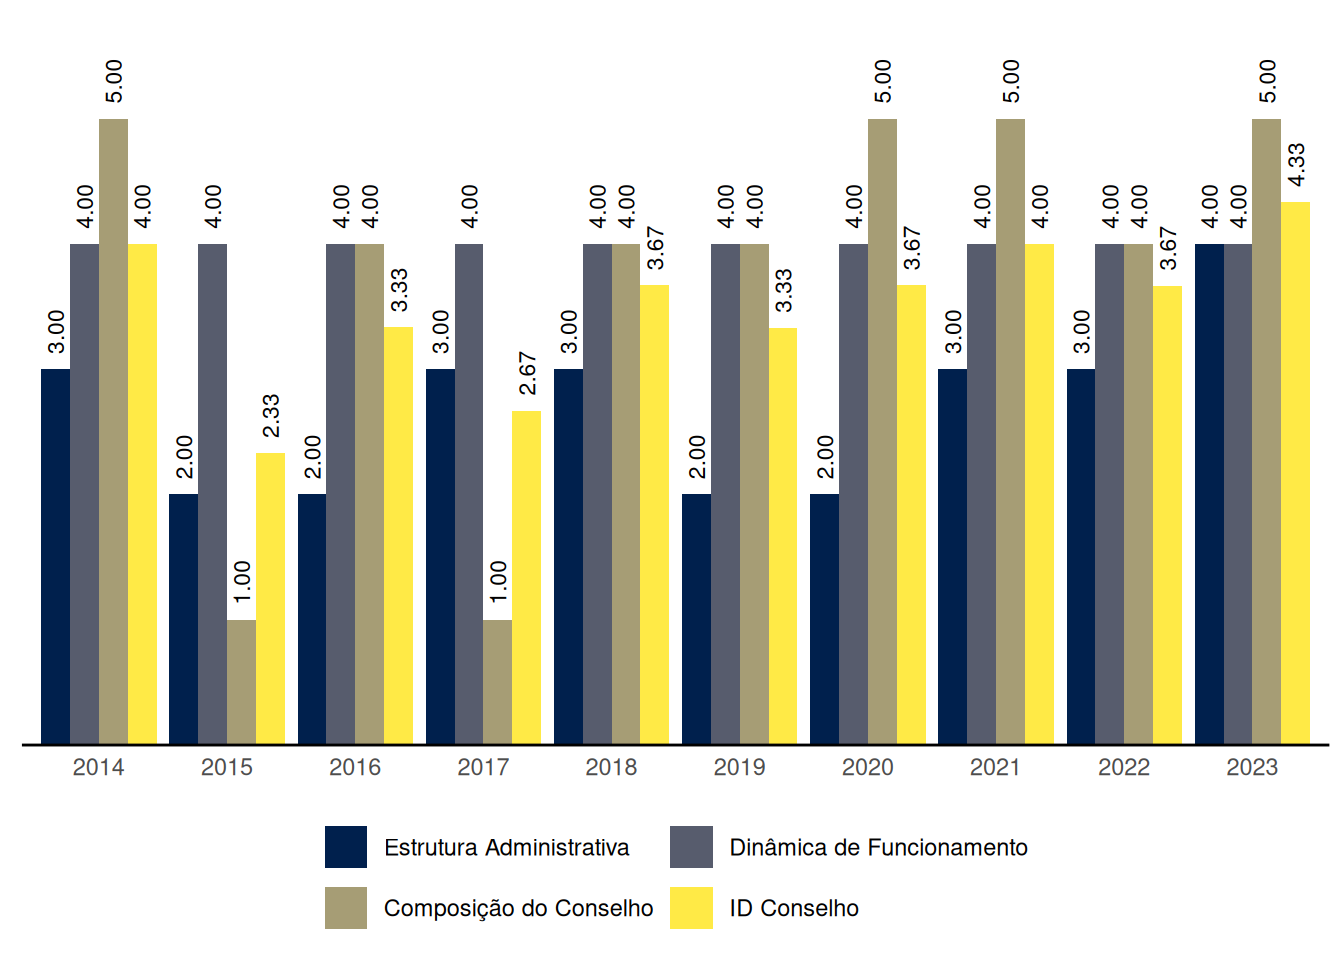 3.00 4.00 5.00 4.00
2.00 4.00 1.00 2.33
2.00 4.00 4.00 3.33
3.00 4.00 1.00 2.67
3.00 4.00 4.00 3.67
2.00 4.00 4.00 3.33
2.00 4.00 5.00 3.67
3.00 4.00 5.00 4.00
3.00 4.00 4.00 3.67
4.00 4.00 5.00 4.33
2014 2015 2016 2017 2018 2019 2020 2021 2022 2023
Estrutura Administrativa Dinâmica de Funcionamento
Composição do Conselho ID Conselho